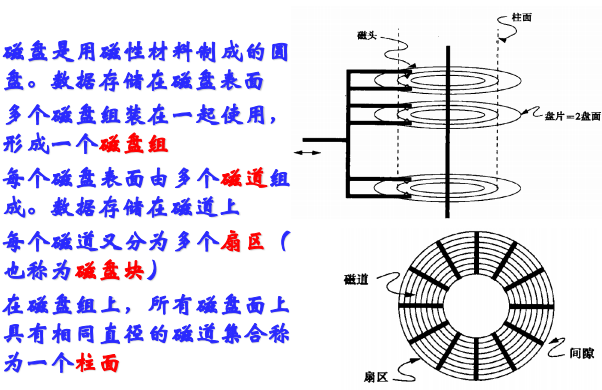 磁盘是用磁性材料制成的圆
盘。数据存储在磁盘表面
多个磁盘组装在一起使用，
形成一个磁盘组
每个磁盘表面由多个磁道组
成。数据存储在磁道上
每个磁道又分为多个扇区（
也称为磁盘块）
在磁盘组上，所有磁盘面上
具有相同直径的磁道集合称
为一个柱面
柱面
磁头
盘片=2盘面
磁道
间隙
扇区